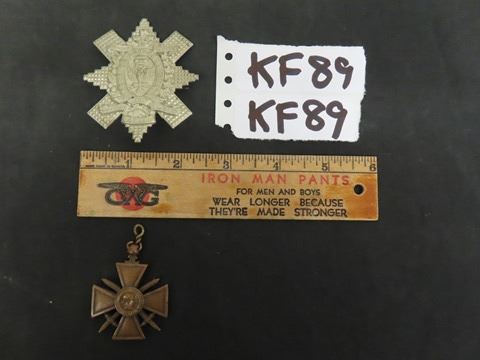 KF89
KF89
1 2 3 4 5 6
IRON MAN PANTS
CWG
FOR MEN AND BOYS
WEAR LONGER BECAUSE
THEY'RE MADE STRONGER